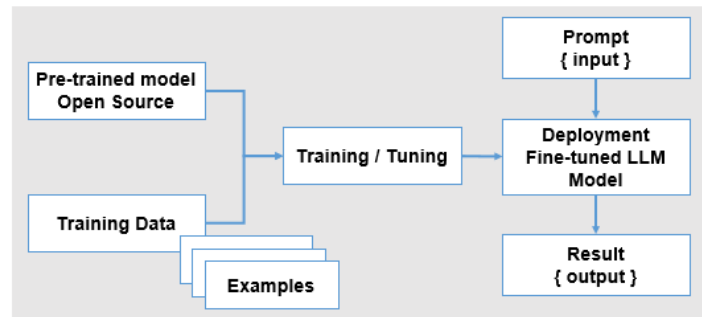 Pre-trained model
Open Source
Training Data
Examples
Training / Tuning
Prompt
{ input }
Deployment
Fine-tuned LLM
Model
Result
{ output }